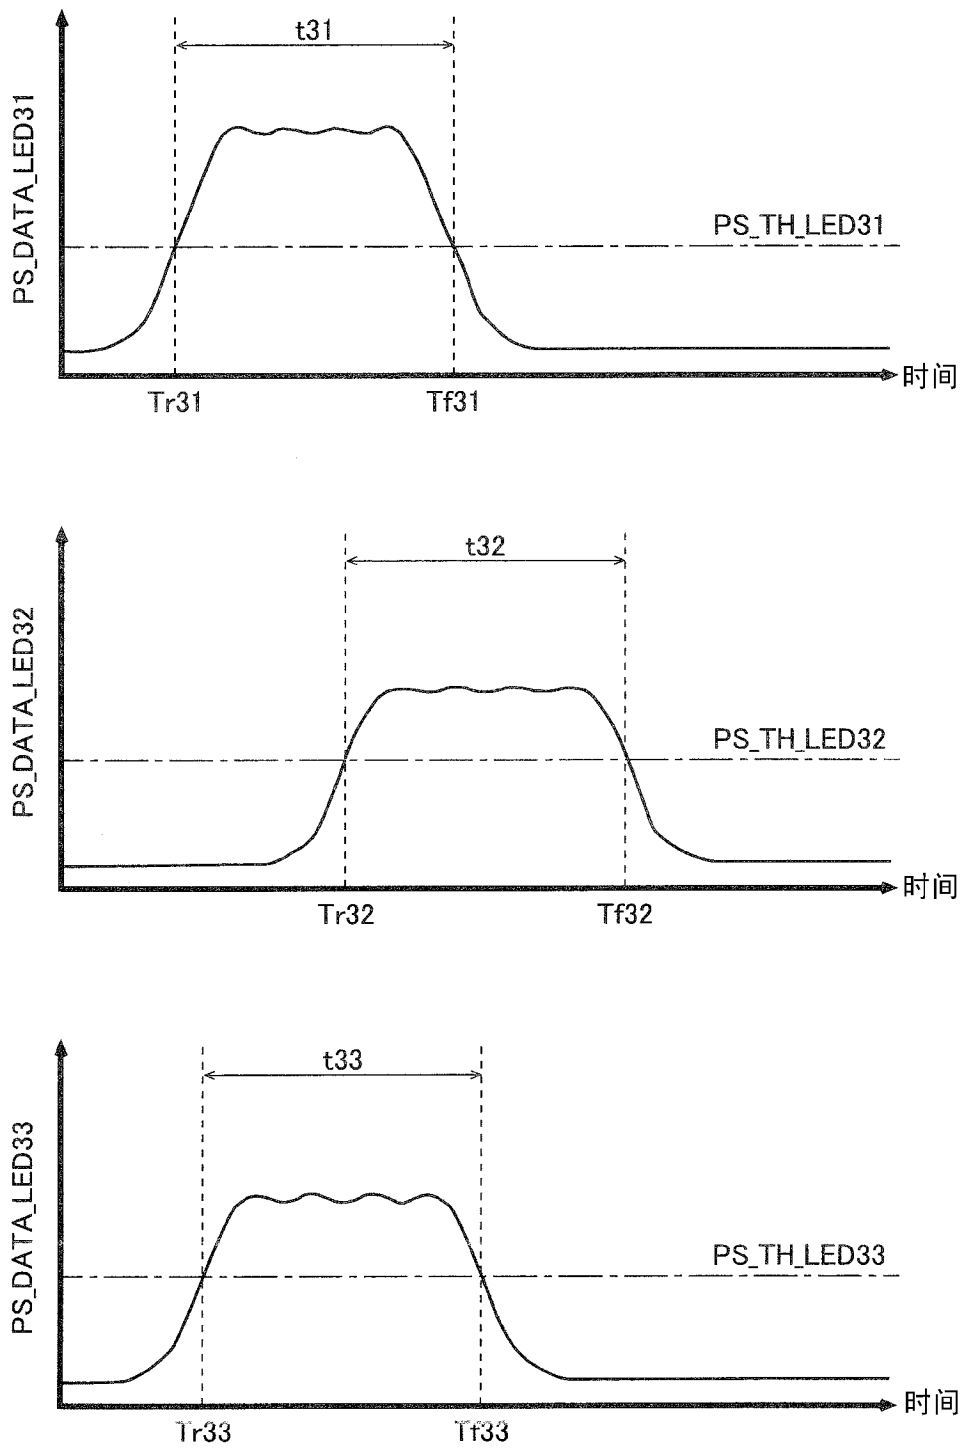 t31
PS_DATA_LED31
PS_TH_LED31
时间
Tr31
Tf31
t32
PS_DATA_LED32
PS_TH_LED32
时间
Tr32
Tf32
t33
PS_DATA_LED33
PS_TH_LED33
时间
Tr33
Tf33